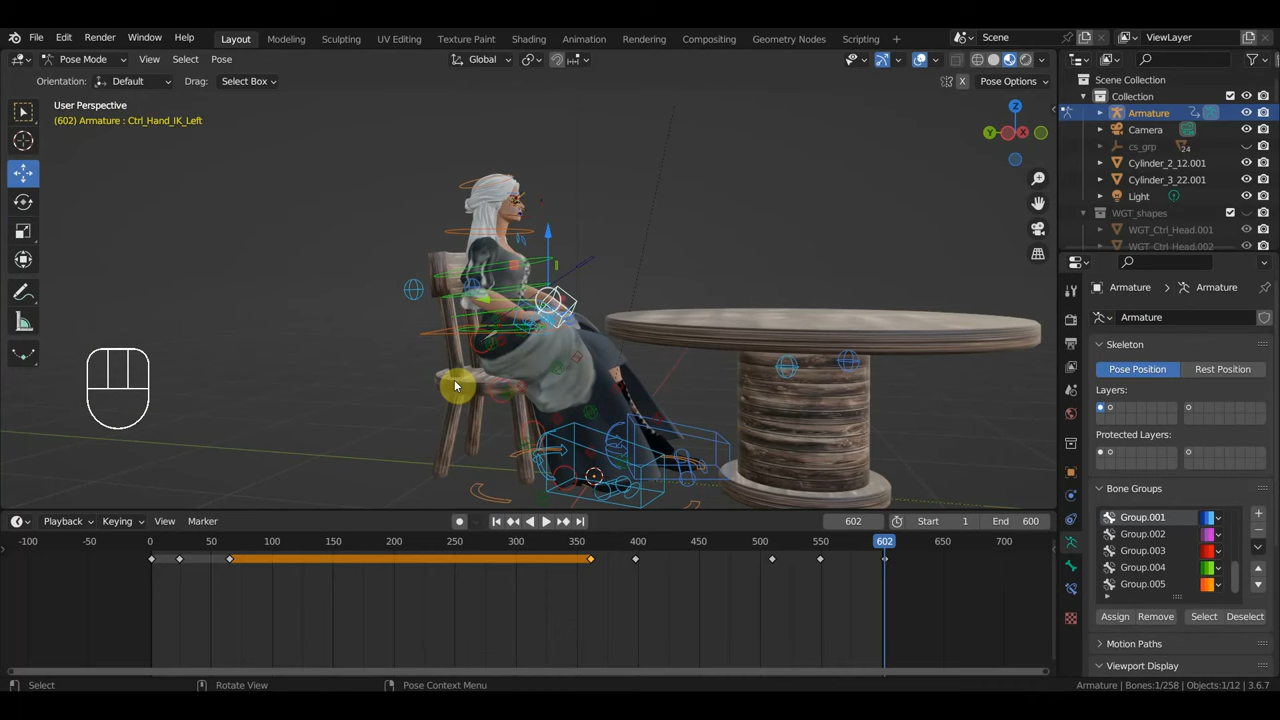 File Edit Render Window Help Layout Modeling Sculpting UV Editing Texture Paint Shading Animation Rendering Compositing Geometry Nodes Scripting + Scene ViewLayer
Pose Mode View Select Pose Global
Orientation: Default Drag: Select Box X Pose Options
Scene Collection
Collection
User Perspective
(602) Armature : Ctrl_Hand_IK_Left
Armature
Camera
cs_grp 24
Cylinder_2_12.001
Cylinder_3_22.001
Light
WGT_shapes
WGT_Ctrl_Head.001
WGT_Ctrl_Head.002
Z
Y X
Armature Armature
Armature
Skeleton
Pose Position Rest Position
Layers:
Protected Layers:
Bone Groups
Group.001
Group.002
Group.003
Group.004
Group.005
Assign Remove Select Deselect
Motion Paths
Viewport Display
Playback Keying View Marker 602 Start 1 End 600
-100 -50 0 50 100 150 200 250 300 350 400 450 500 550 602 650 700
Select Rotate View Pose Context Menu Armature | Bones:1/258 | Objects:1/12 | 3.6.7